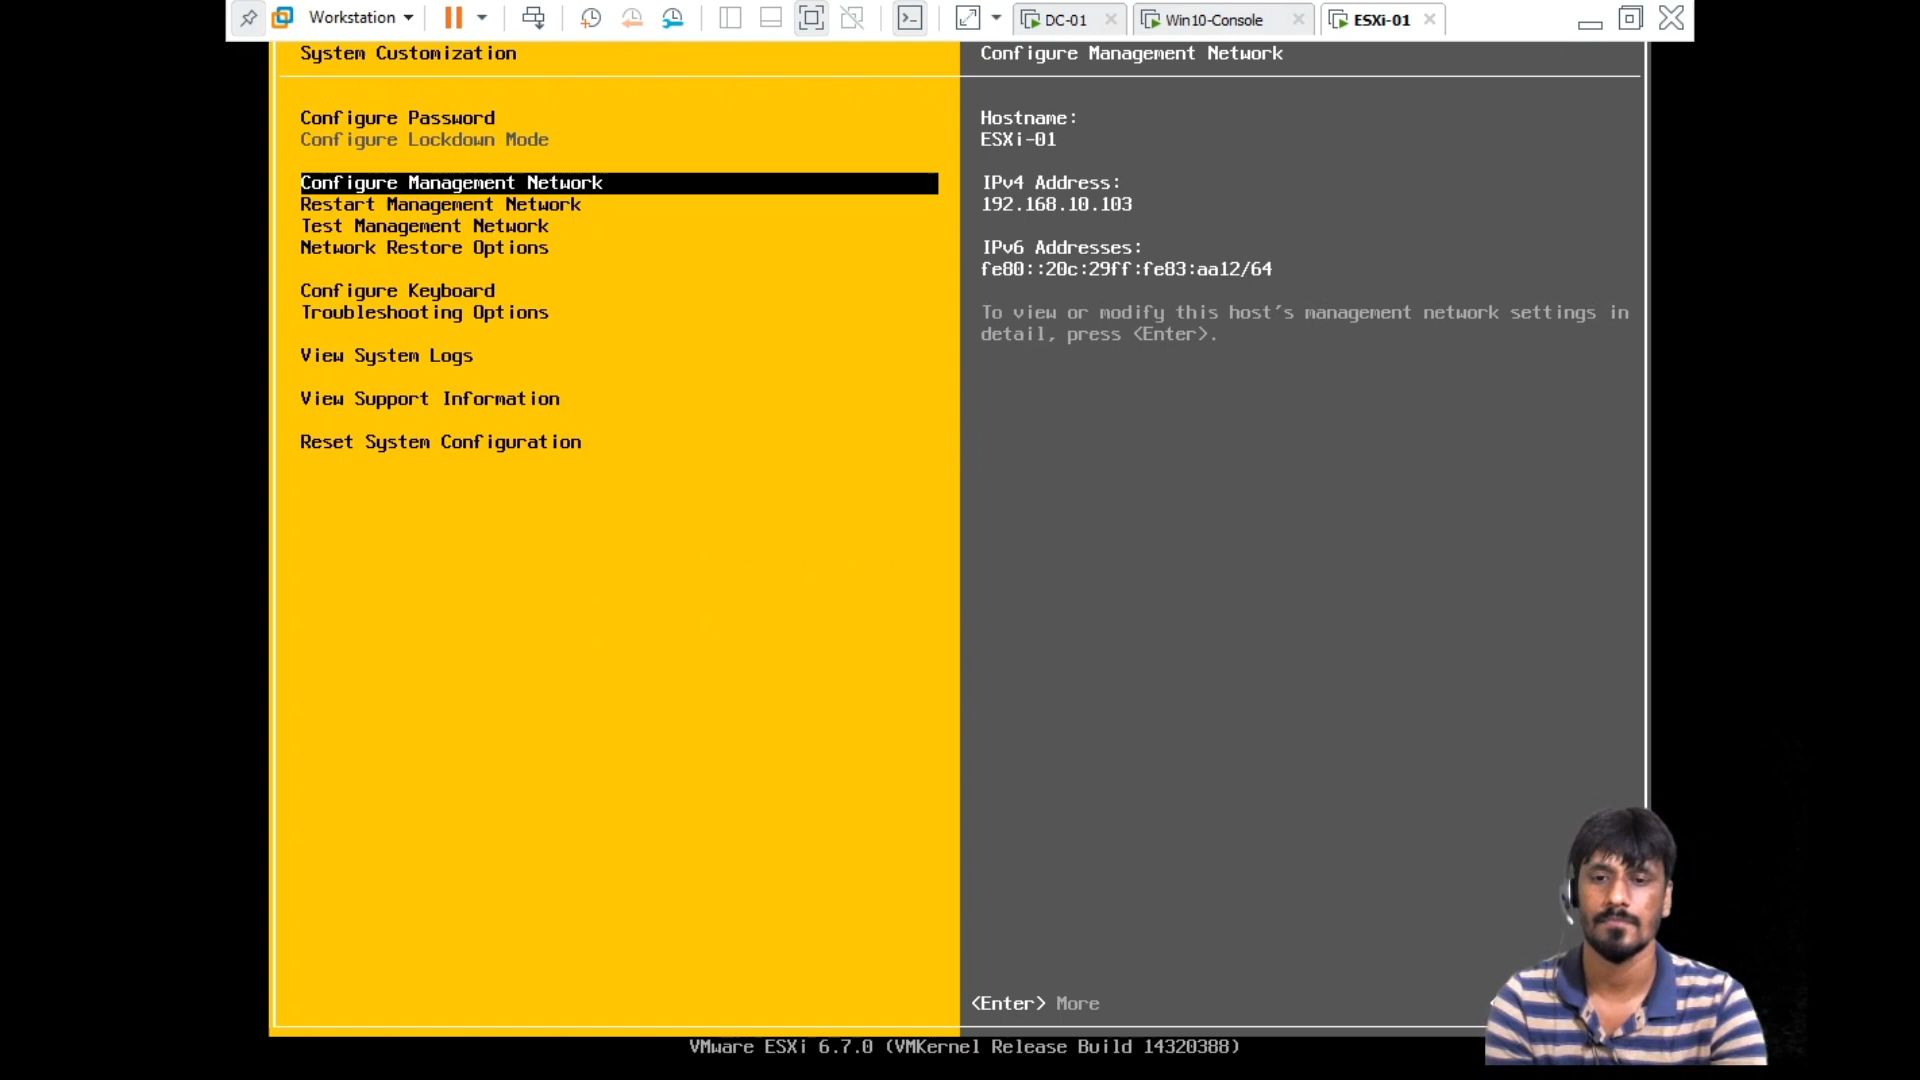 Workstation
DC-01
Win10-Console
ESXi-01
System Customization
Configure Password
Configure Lockdown Mode
Configure Management Network
Restart Management Network
Test Management Network
Network Restore Options
Configure Keyboard
Troubleshooting Options
View System Logs
View Support Information
Reset System Configuration
Configure Management Network
Hostname:
ESXi-01
IPv4 Address:
192.168.10.103
IPv6 Addresses:
fe80::20c:29ff:fe83:aa12/64
To view or modify this host's management network settings in
detail, press <Enter>.
<Enter> More
VMware ESXi 6.7.0 (VMKernel Release Build 14320388)